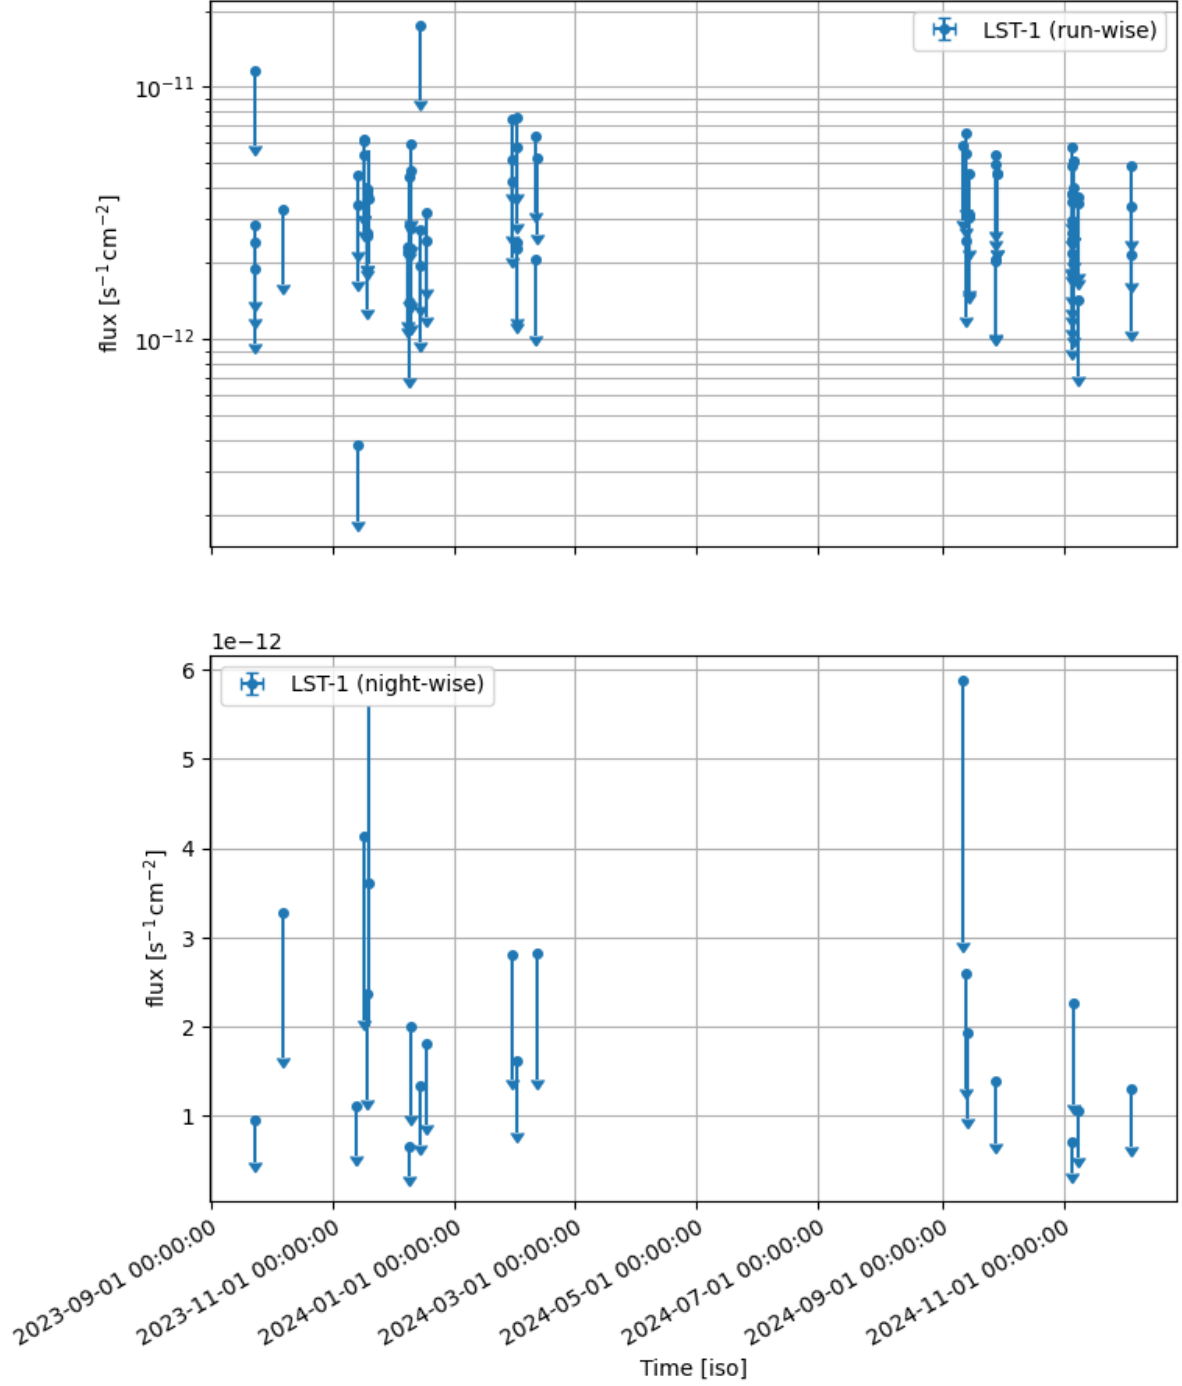 LST-1 (run-wise)
10⁻¹¹
10⁻¹²
flux [s⁻¹cm⁻²]
1e−12
LST-1 (night-wise)
6
5
4
3
2
1
flux [s⁻¹cm⁻²]
2023-09-01 00:00:00
2023-11-01 00:00:00
2024-01-01 00:00:00
2024-03-01 00:00:00
2024-05-01 00:00:00
2024-07-01 00:00:00
2024-09-01 00:00:00
2024-11-01 00:00:00
Time [iso]